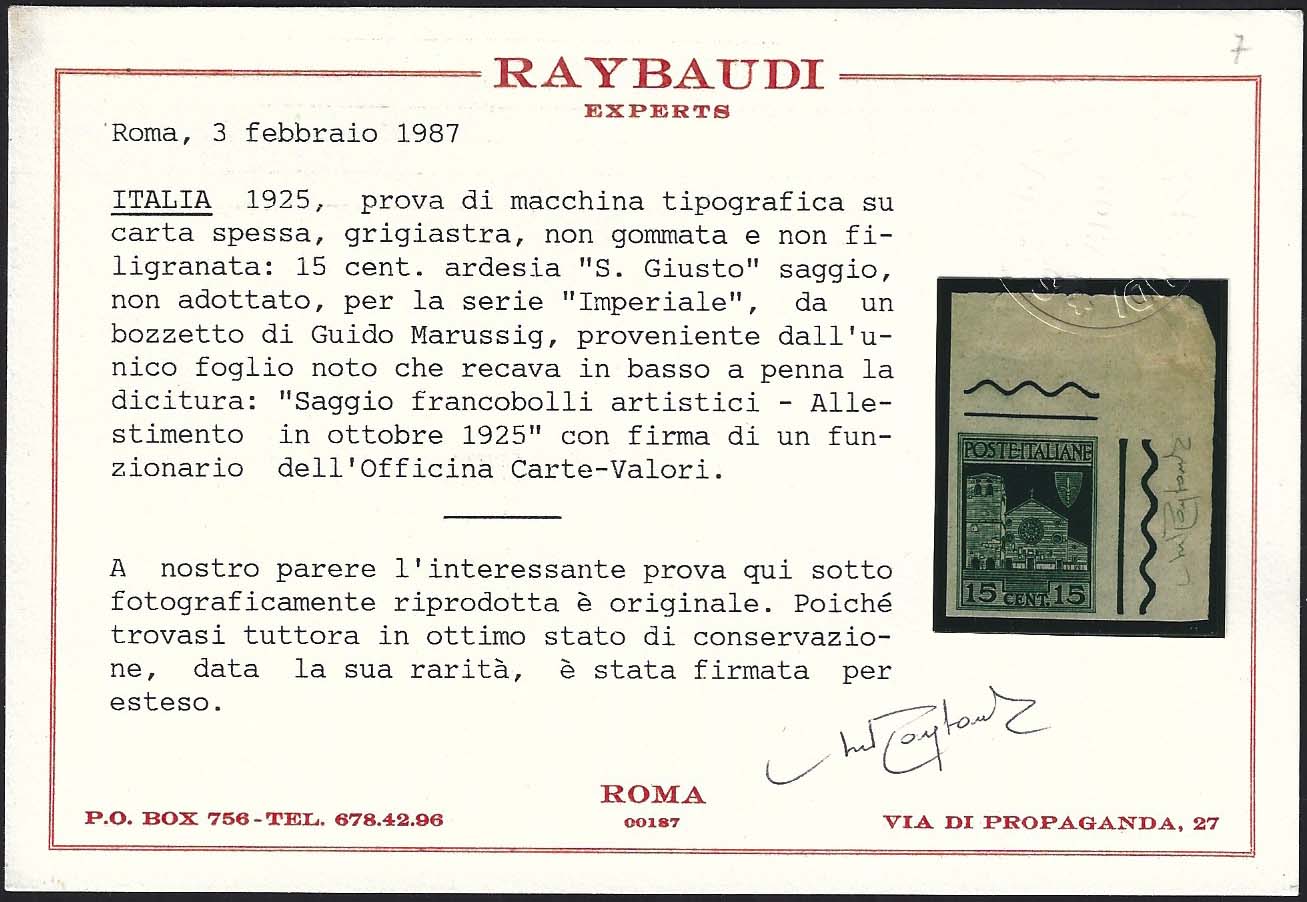 7
RAYBAUDI
EXPERTS
Roma, 3 febbraio 1987
ITALIA 1925, prova di macchina tipografica su
carta spessa, grigiastra, non gommata e non fi-
ligranata: 15 cent. ardesia "S. Giusto" saggio,
non adottato, per la serie "Imperiale", da un
bozzetto di Guido Marussig, proveniente dall'u-
nico foglio noto che recava in basso a penna la
dicitura: "Saggio francobolli artistici - Alle-
stimento in ottobre 1925" con firma di un fun-
zionario dell'Officina Carte-Valori.
A nostro parere l'interessante prova qui sotto
fotograficamente riprodotta è originale. Poiché
trovasi tuttora in ottimo stato di conservazio-
ne, data la sua rarità, è stata firmata per
esteso.
POSTE ITALIANE
15 CENT. 15
ROMA
00187
P.O. BOX 756-TEL. 678.42.96
VIA DI PROPAGANDA, 27